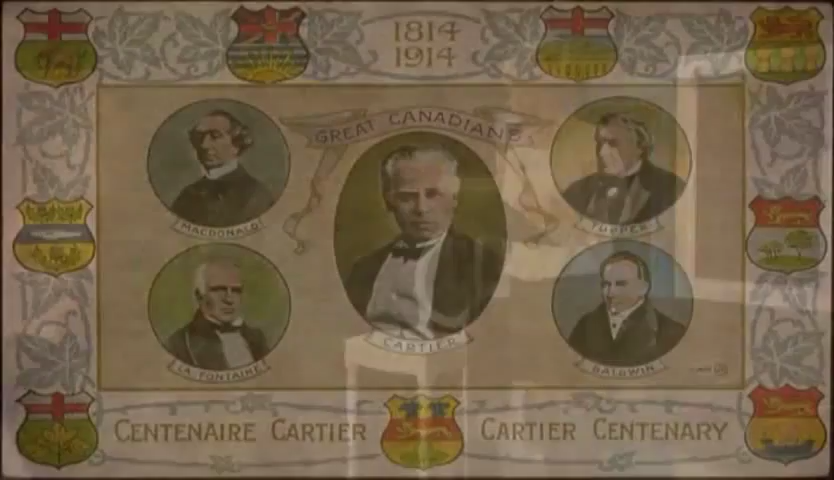 1814
1914
GREAT CANADIANS
MACDONALD
TUPPER
CARTIER
LA FONTAINE
BALDWIN
CENTENAIRE CARTIER
CARTIER CENTENARY